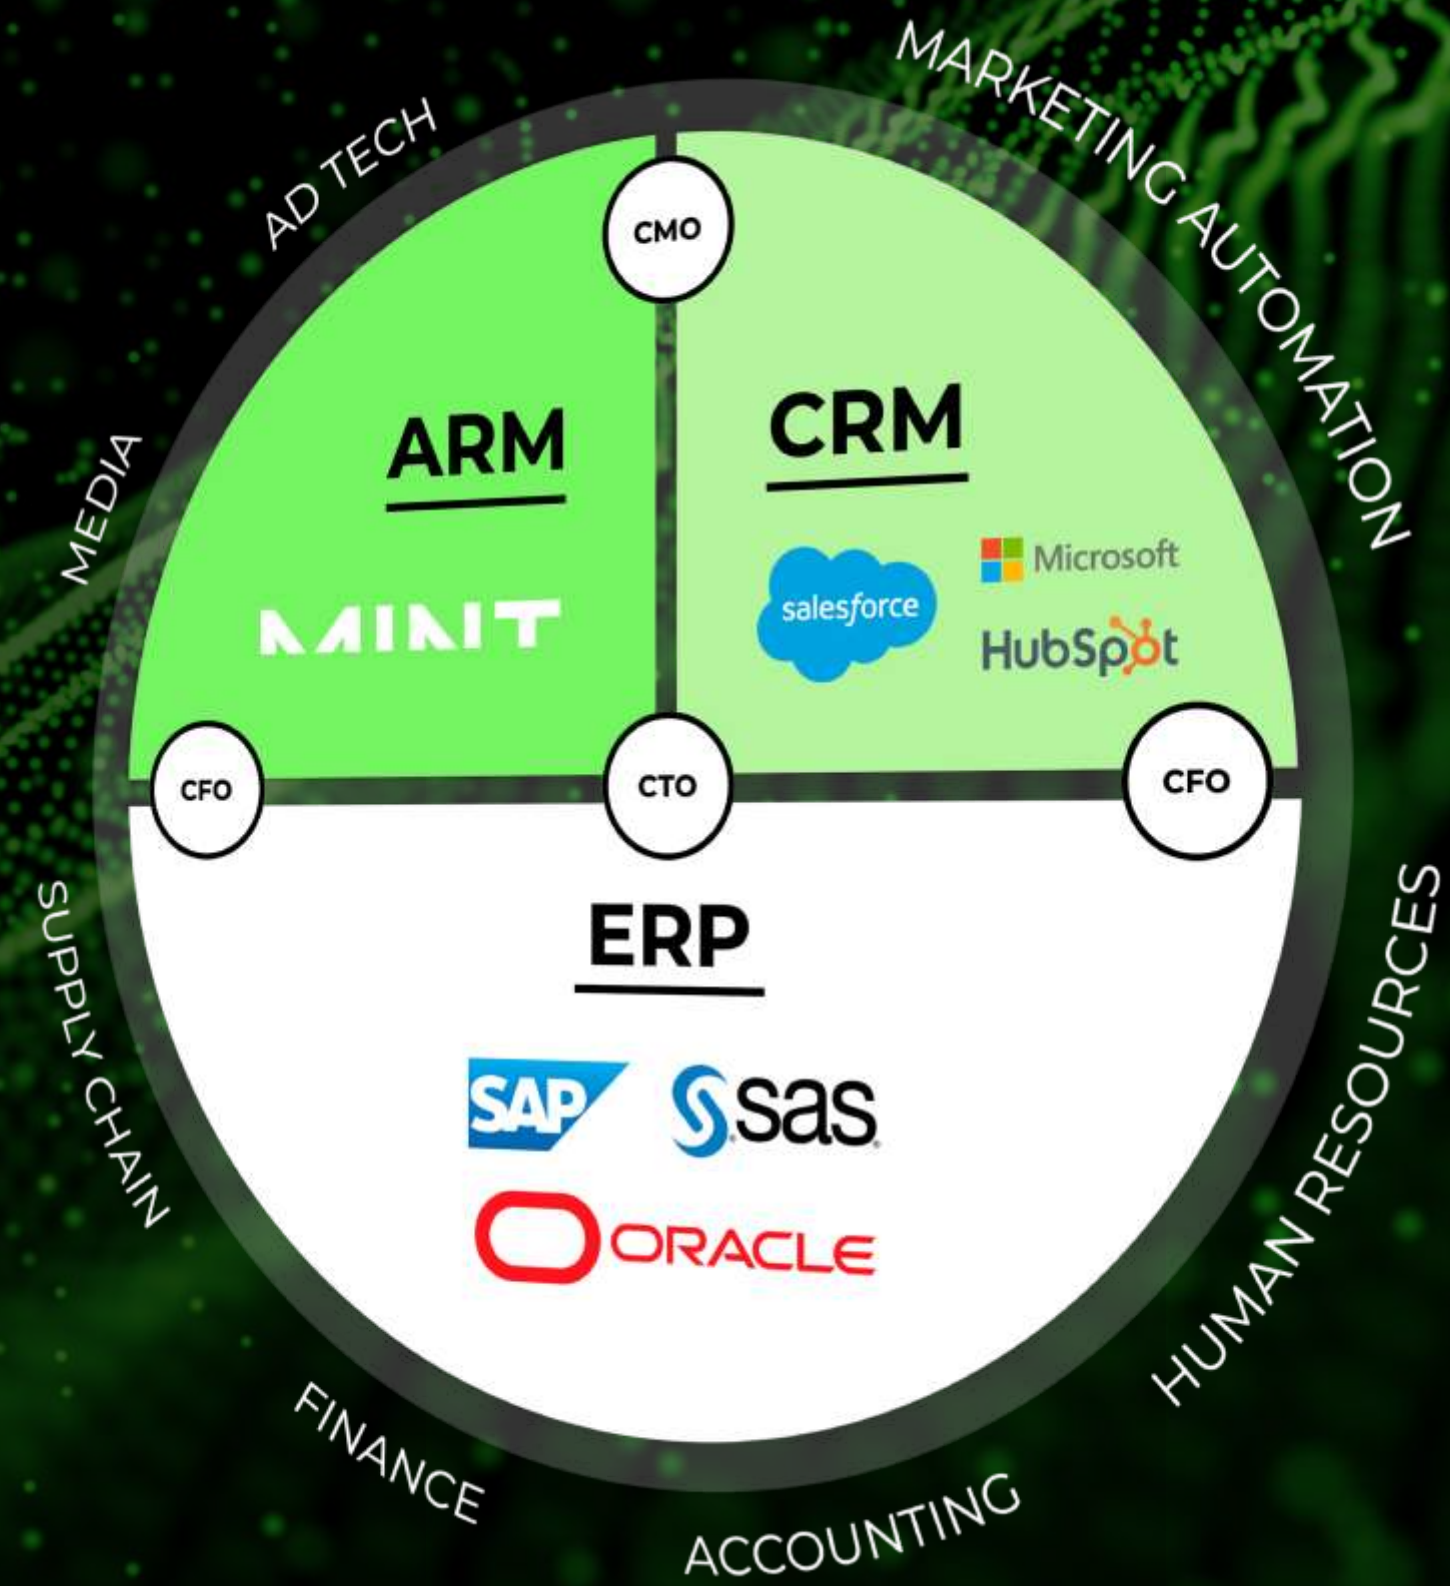 MARKETING AUTOMATION
AD TECH
CMO
ARM
CRM
MEDIA
Microsoft
salesforce
MINT
HubSpot
CFO
CTO
CFO
ERP
SUPPLY CHAIN
HUMAN RESOURCES
SAP
sas
ORACLE
FINANCE
ACCOUNTING